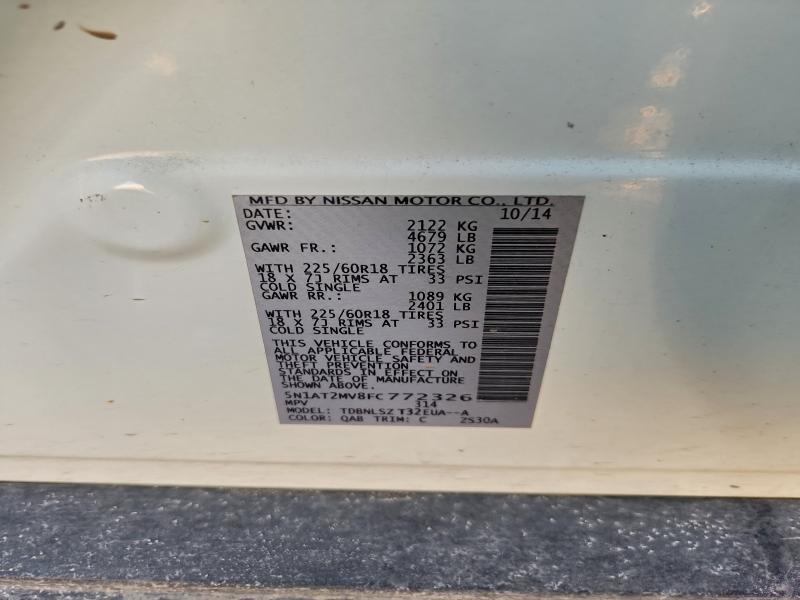 MFD BY NISSAN MOTOR CO., LTD.
DATE: 10/14
GVWR: 2122 KG
4679 LB
GAWR FR.: 1072 KG
2363 LB
WITH 225/60R18 TIRES
18 X 7J RIMS AT 33 PSI
COLD SINGLE
GAWR RR.: 1089 KG
2401 LB
WITH 225/60R18 TIRES
18 X 7J RIMS AT 33 PSI
COLD SINGLE
THIS VEHICLE CONFORMS TO
ALL APPLICABLE FEDERAL
MOTOR VEHICLE SAFETY AND
THEFT PREVENTION
STANDARDS IN EFFECT ON
THE DATE OF MANUFACTURE
SHOWN ABOVE.
5N1AT2MV8FC772326
MPV 314
MODEL: TDBNLSZ T32EUA--A
COLOR: QAB TRIM: C 2S30A